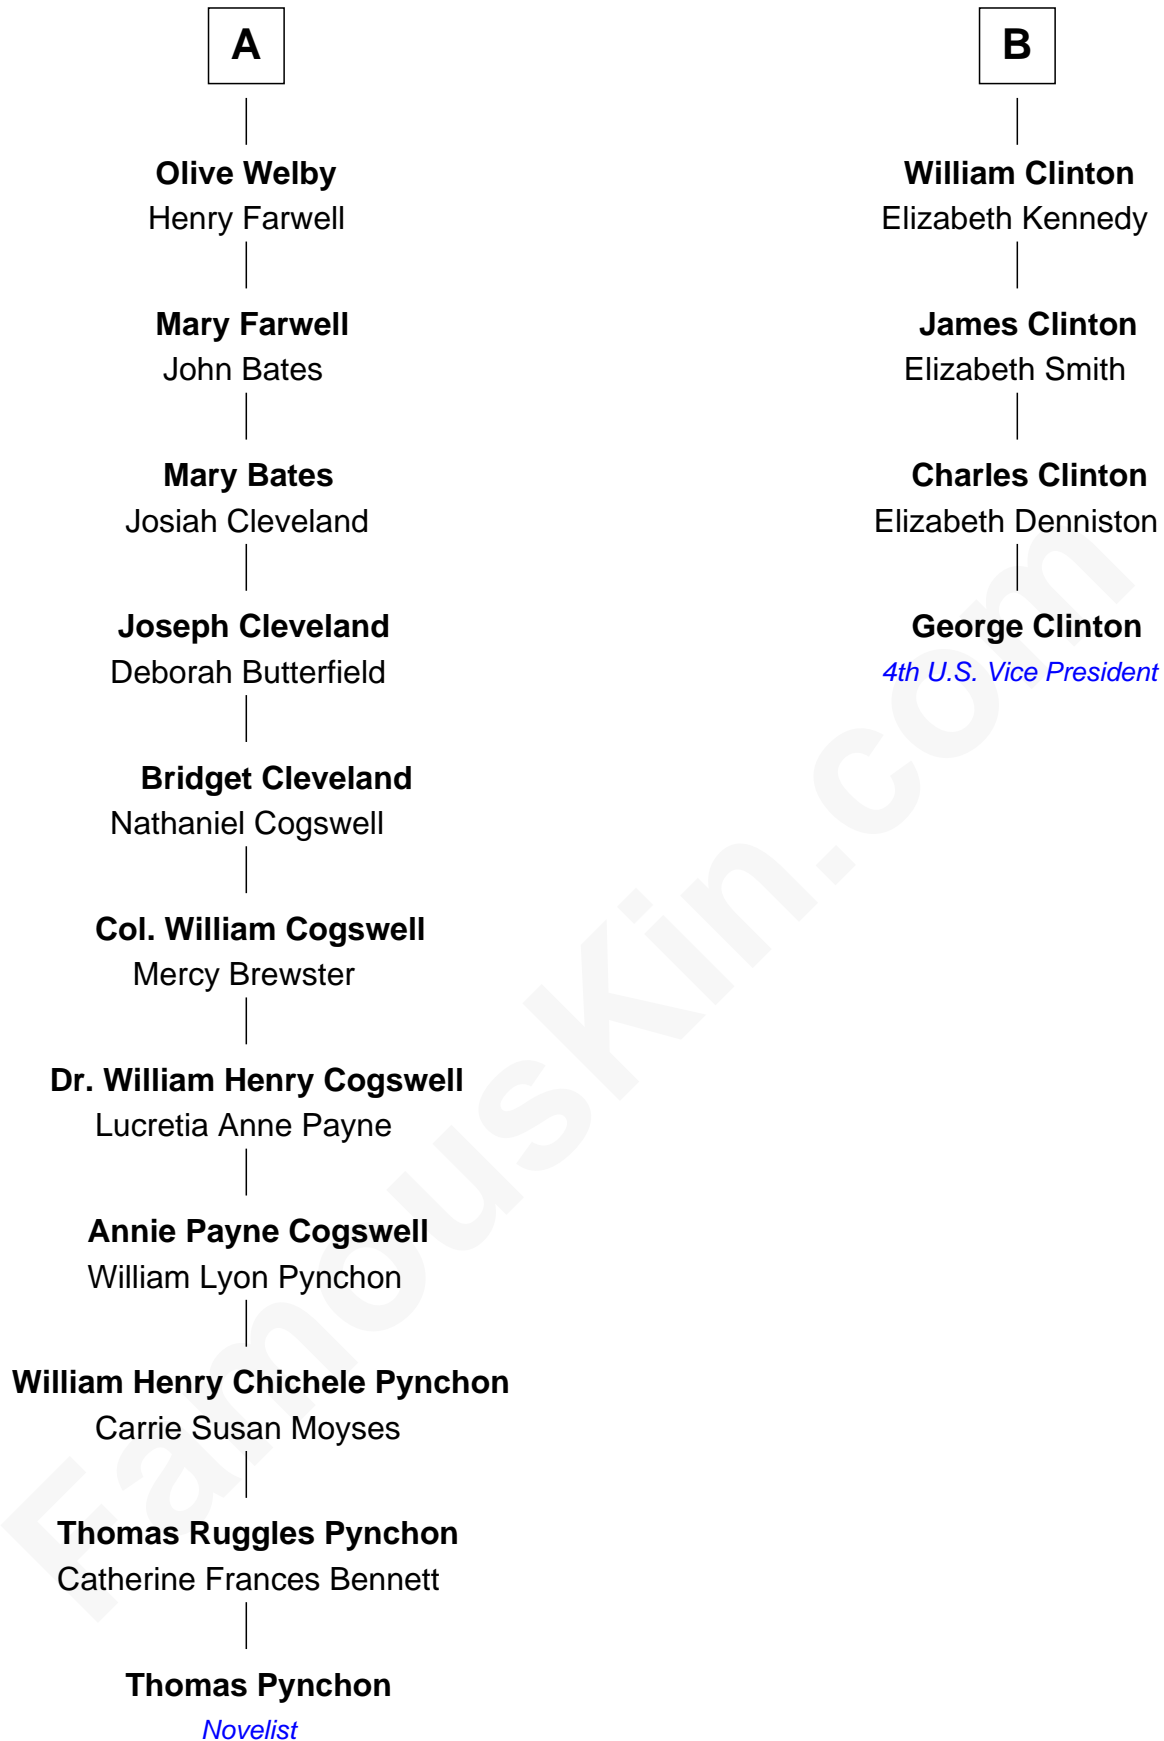 A
Olive Welby
Henry Farwell
Mary Farwell
John Bates
Mary Bates
Josiah Cleveland
Joseph Cleveland
Deborah Butterfield
Bridget Cleveland
Nathaniel Cogswell
Col. William Cogswell
Mercy Brewster
Dr. William Henry Cogswell
Lucretia Anne Payne
Annie Payne Cogswell
William Lyon Pynchon
William Henry Chichele Pynchon
Carrie Susan Moyses
Thomas Ruggles Pynchon
Catherine Frances Bennett
Thomas Pynchon
Novelist
B
William Clinton
Elizabeth Kennedy
James Clinton
Elizabeth Smith
Charles Clinton
Elizabeth Denniston
George Clinton
4th U.S. Vice President
FamousKin.com